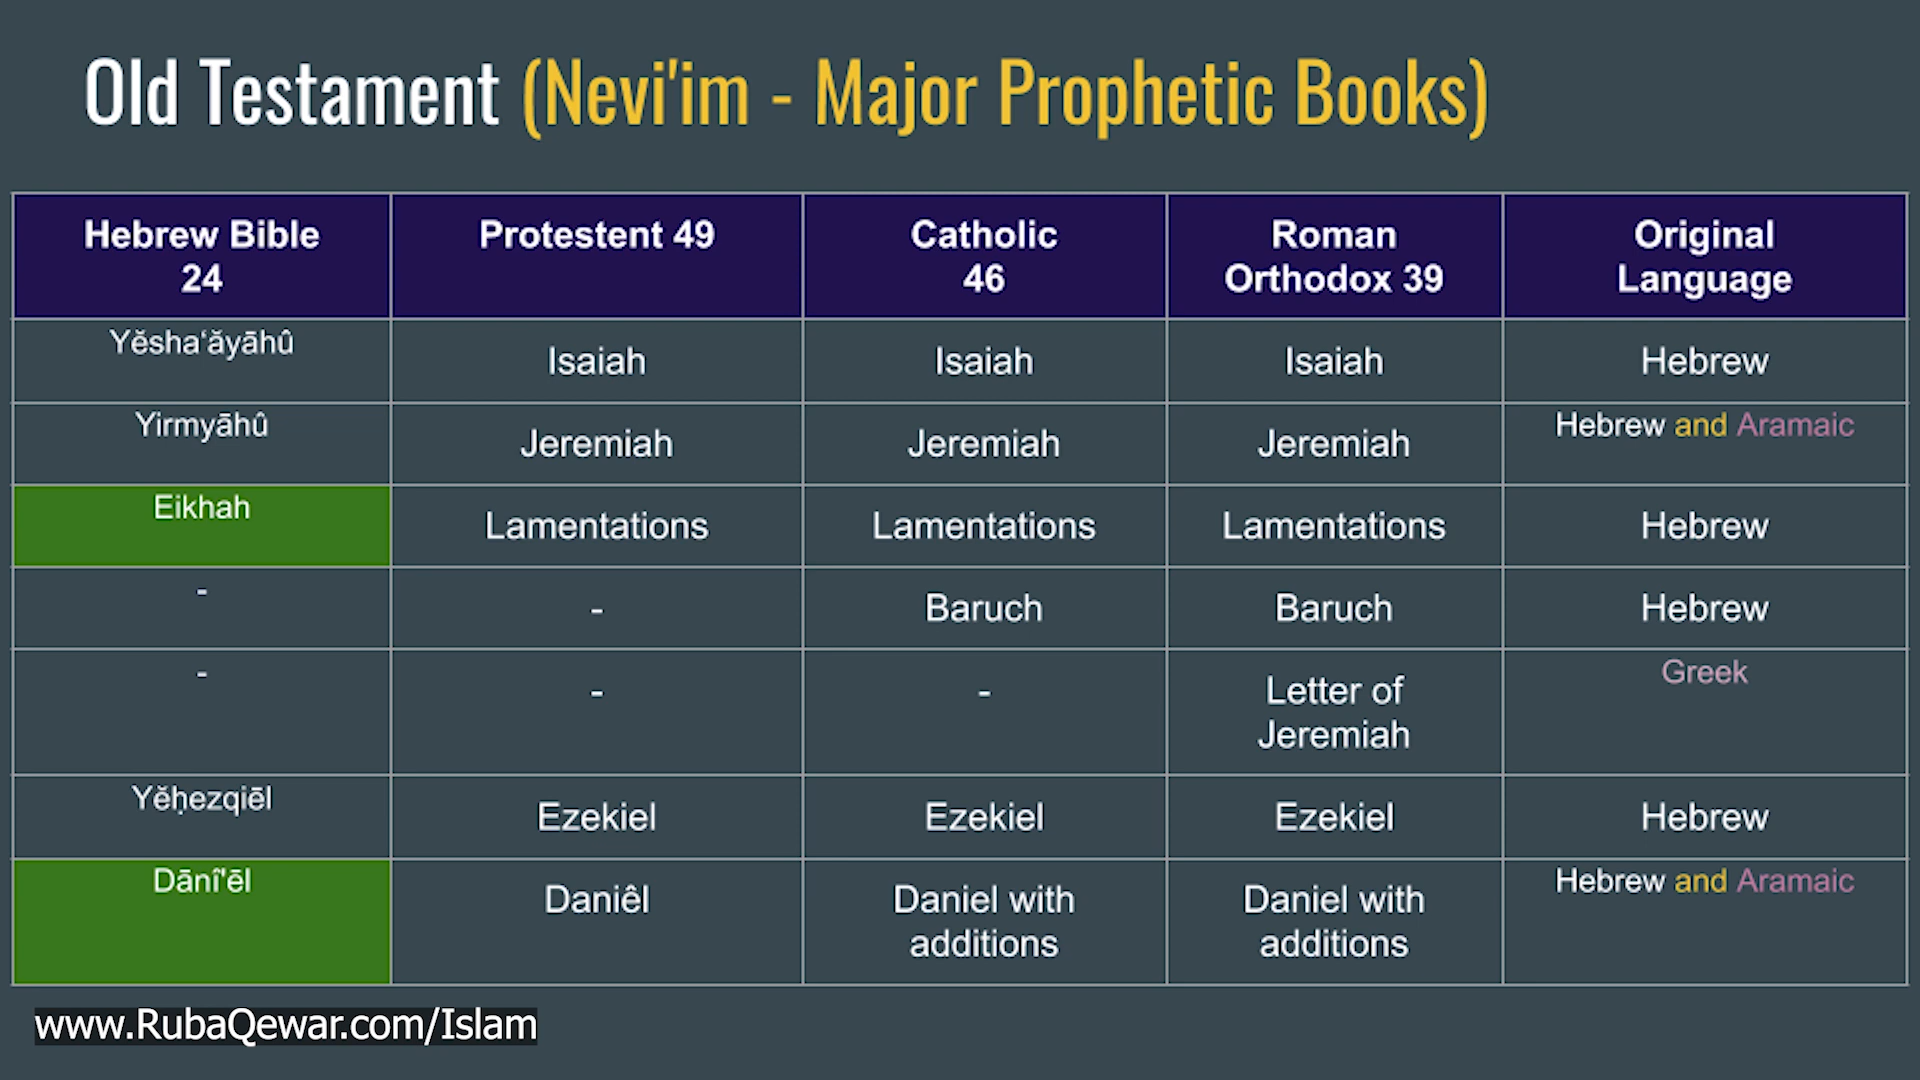 Old Testament (Nevi'im - Major Prophetic Books)
Hebrew Bible 24 Protestent 49 Catholic 46 Roman Orthodox 39 Original Language
Yĕsha‘ăyāhû Isaiah Isaiah Isaiah Hebrew
Yirmyāhû Jeremiah Jeremiah Jeremiah Hebrew and Aramaic
Eikhah Lamentations Lamentations Lamentations Hebrew
- - Baruch Baruch Hebrew
- - - Letter of Jeremiah Greek
Yĕḥezqiēl Ezekiel Ezekiel Ezekiel Hebrew
Dānî'ēl Daniêl Daniel with additions Daniel with additions Hebrew and Aramaic
www.RubaQewar.com/Islam